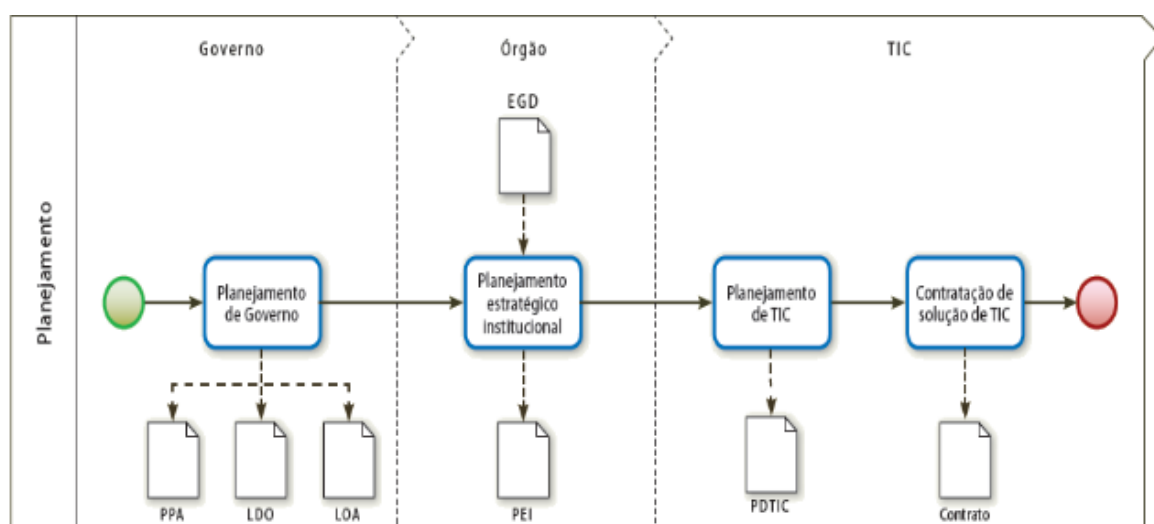 Planejamento
Governo
Órgão
TIC
EGD
Planejamento
de Governo
Planejamento
estratégico
institucional
Planejamento
de TIC
Contratação de
solução de TIC
PPA
LDO
LOA
PEI
PDTIC
Contrato